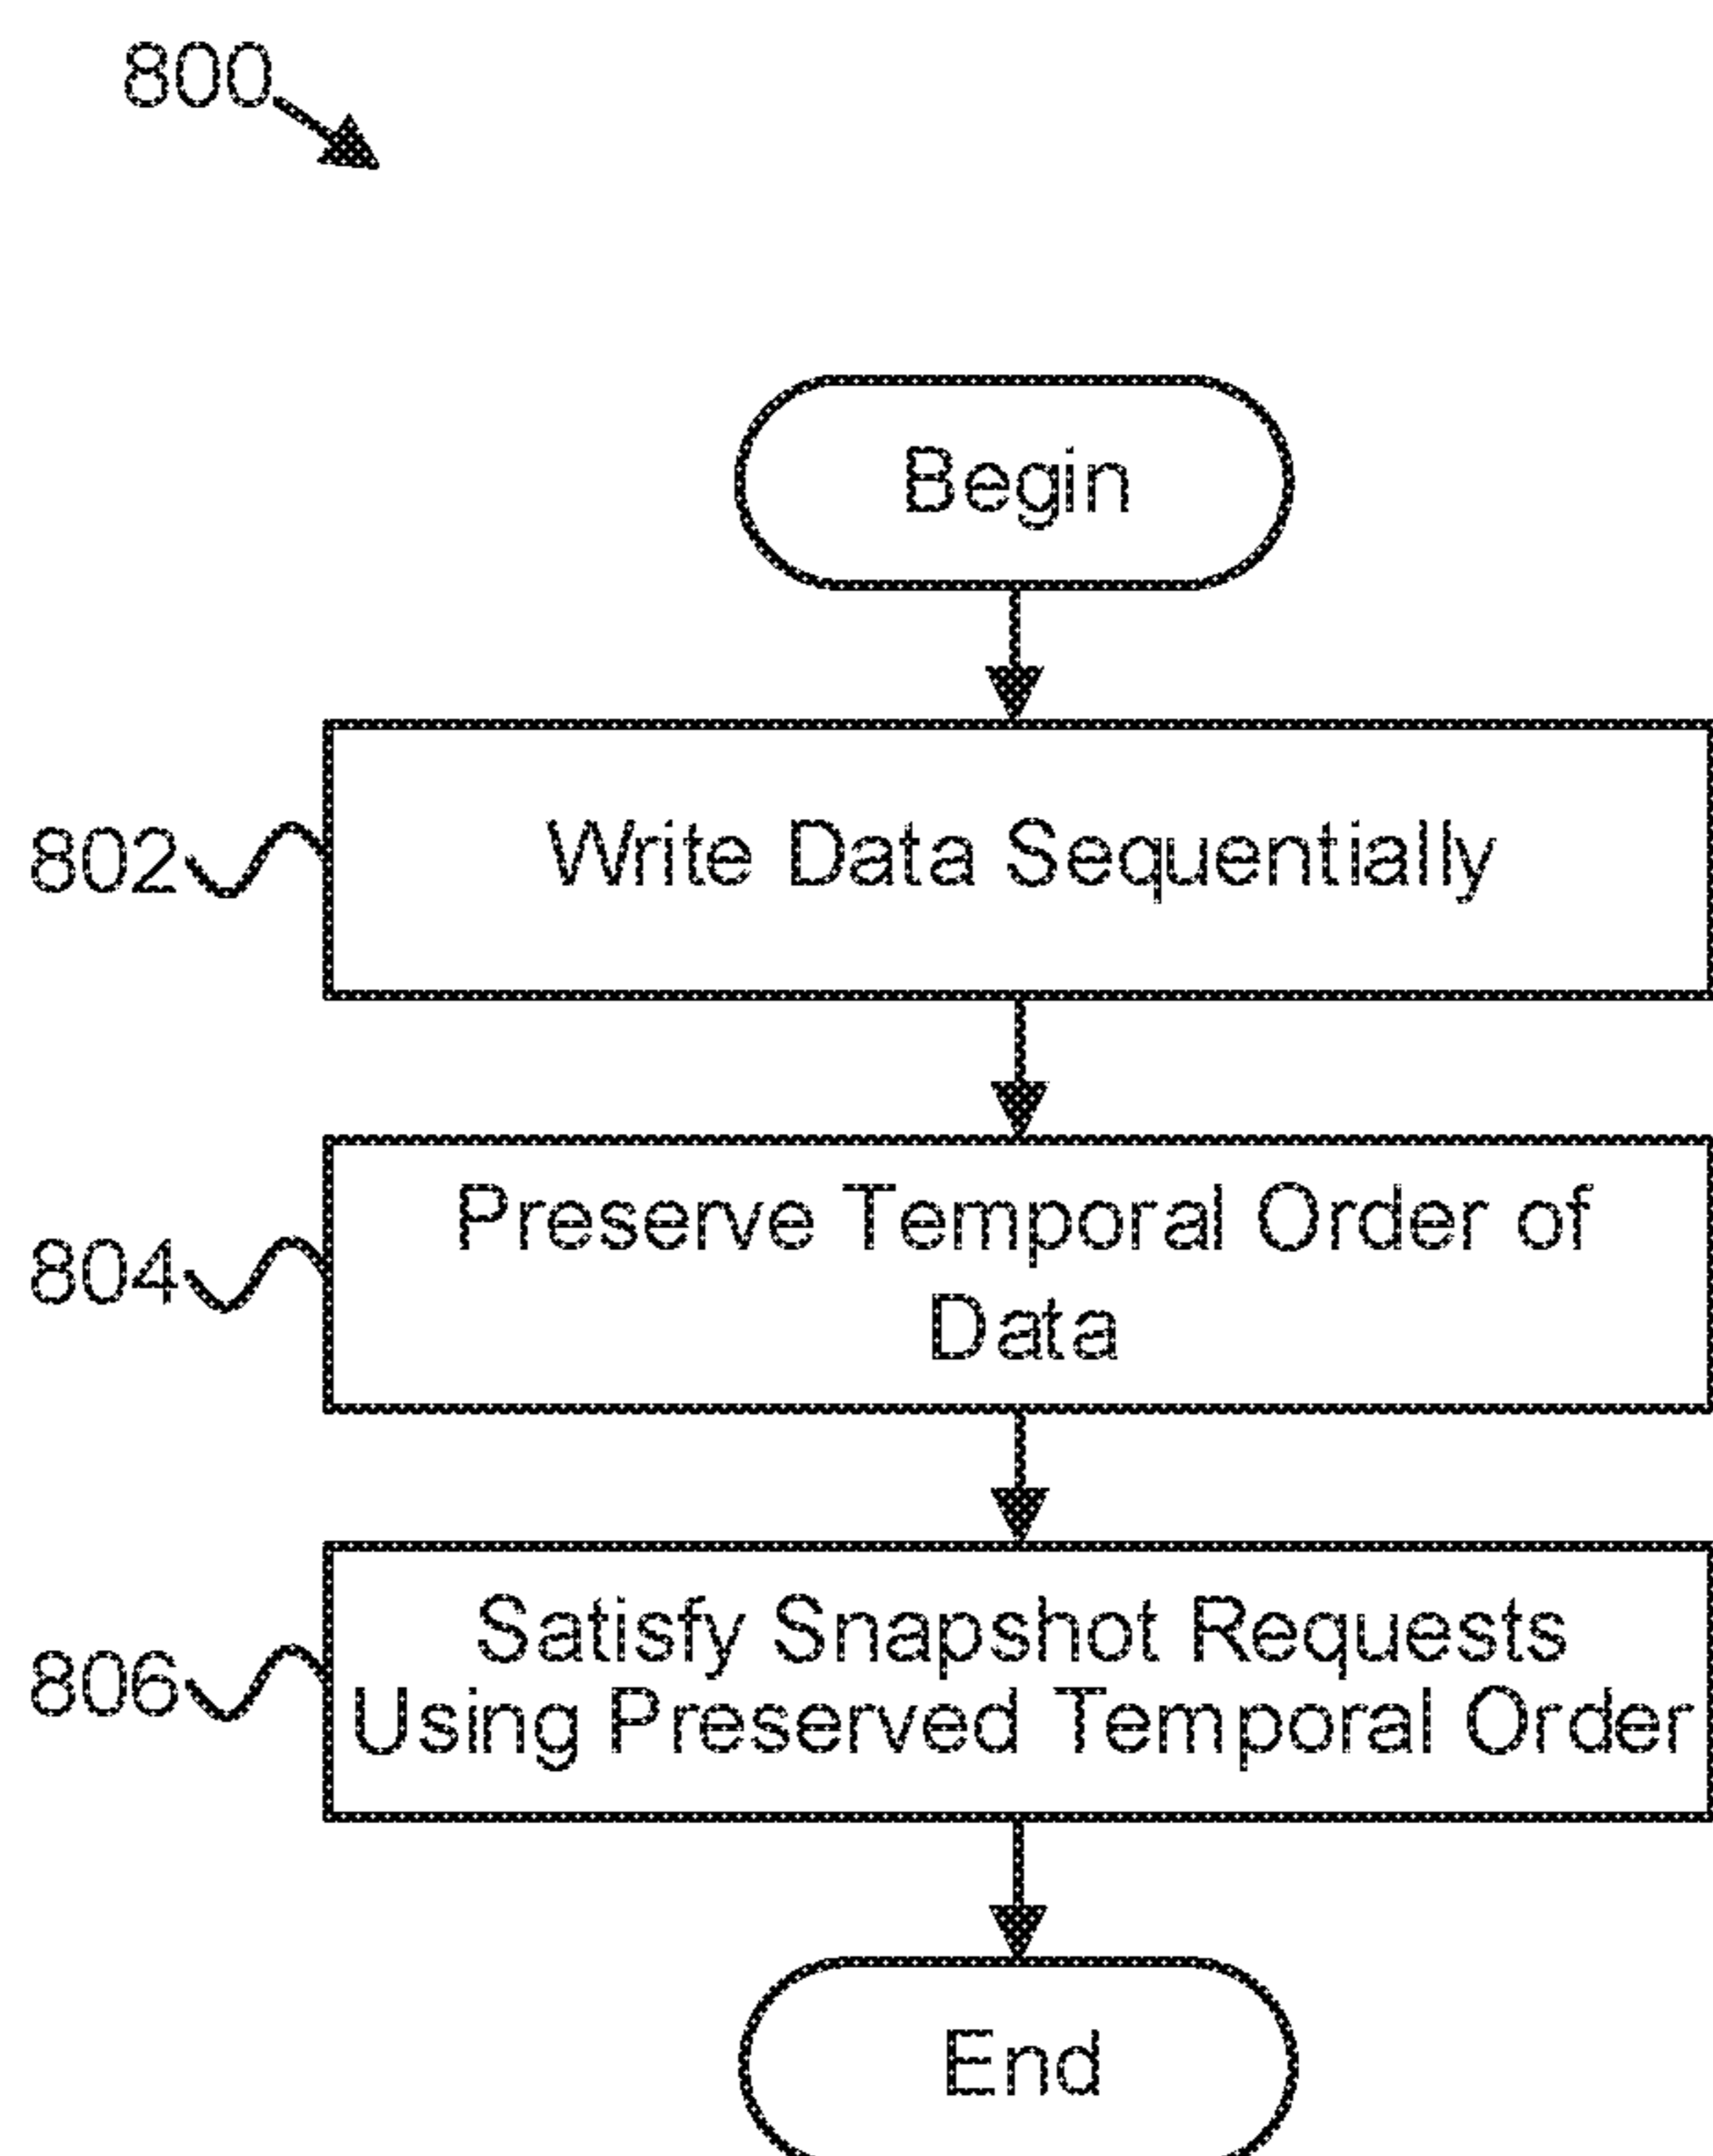 800
Begin
802
Write Data Sequentially
804
Preserve Temporal Order of
Data
806
Satisfy Snapshot Requests
Using Preserved Temporal Order
End